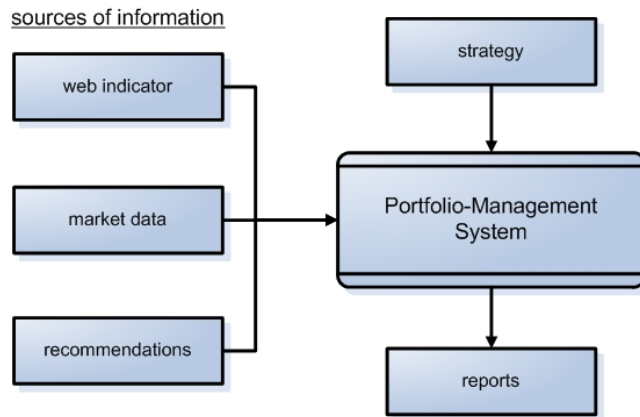 sources of information
web indicator
market data
recommendations
strategy
Portfolio-Management
System
reports